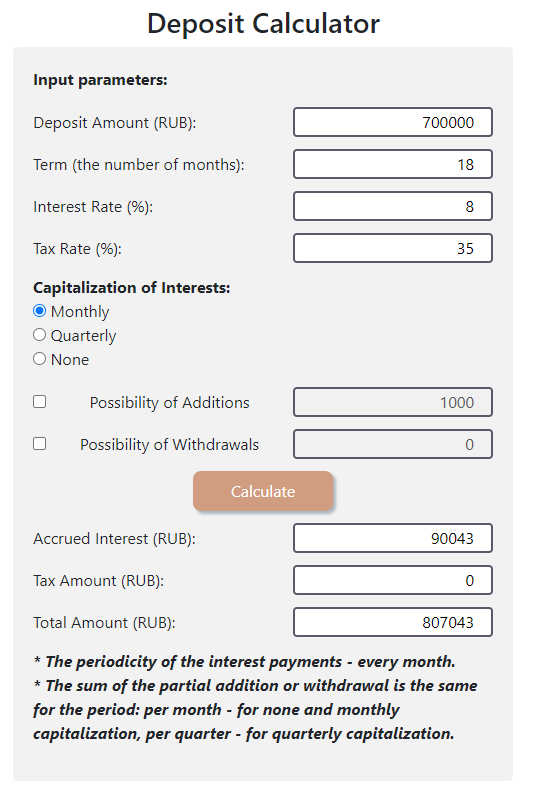 Deposit Calculator
Input parameters:
Deposit Amount (RUB): 700000
Term (the number of months): 18
Interest Rate (%): 8
Tax Rate (%): 35
Capitalization of Interests:
Monthly
Quarterly
None
Possibility of Additions 1000
Possibility of Withdrawals 0
Calculate
Accrued Interest (RUB): 90043
Tax Amount (RUB): 0
Total Amount (RUB): 807043
* The periodicity of the interest payments - every month.
* The sum of the partial addition or withdrawal is the same
for the period: per month - for none and monthly
capitalization, per quarter - for quarterly capitalization.